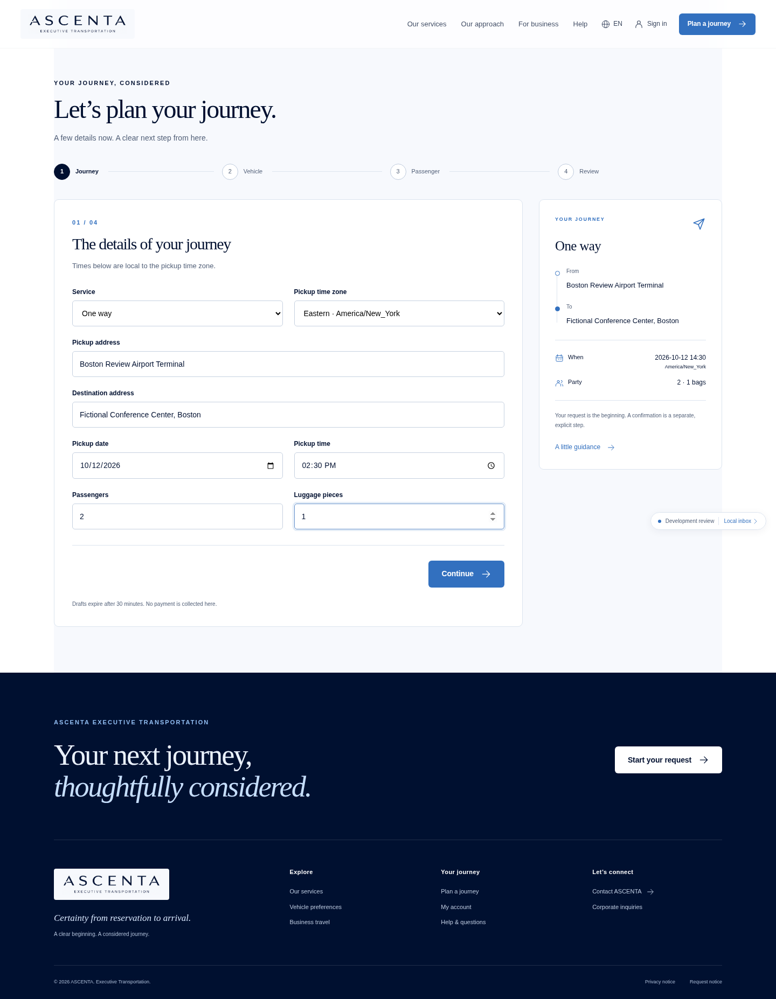 ASCENTA
EXECUTIVE TRANSPORTATION
Our services
Our approach
For business
Help
EN
Sign in
Plan a journey
YOUR JOURNEY, CONSIDERED
Let’s plan your journey.
A few details now. A clear next step from here.
1 Journey
2 Vehicle
3 Passenger
4 Review
01 / 04
The details of your journey
Times below are local to the pickup time zone.
Service
One way
Pickup time zone
Eastern · America/New_York
Pickup address
Boston Review Airport Terminal
Destination address
Fictional Conference Center, Boston
Pickup date
10/12/2026
Pickup time
02:30 PM
Passengers
2
Luggage pieces
1
Continue
Drafts expire after 30 minutes. No payment is collected here.
YOUR JOURNEY
One way
From
Boston Review Airport Terminal
To
Fictional Conference Center, Boston
When
2026-10-12 14:30
America/New_York
Party
2 · 1 bags
Your request is the beginning. A confirmation is a separate,
explicit step.
A little guidance
Development review
Local inbox
ASCENTA EXECUTIVE TRANSPORTATION
Your next journey,
thoughtfully considered.
Start your request
ASCENTA
EXECUTIVE TRANSPORTATION
Certainty from reservation to arrival.
A clear beginning. A considered journey.
Explore
Our services
Vehicle preferences
Business travel
Your journey
Plan a journey
My account
Help & questions
Let’s connect
Contact ASCENTA
Corporate inquiries
© 2026 ASCENTA. Executive Transportation.
Privacy notice
Request notice